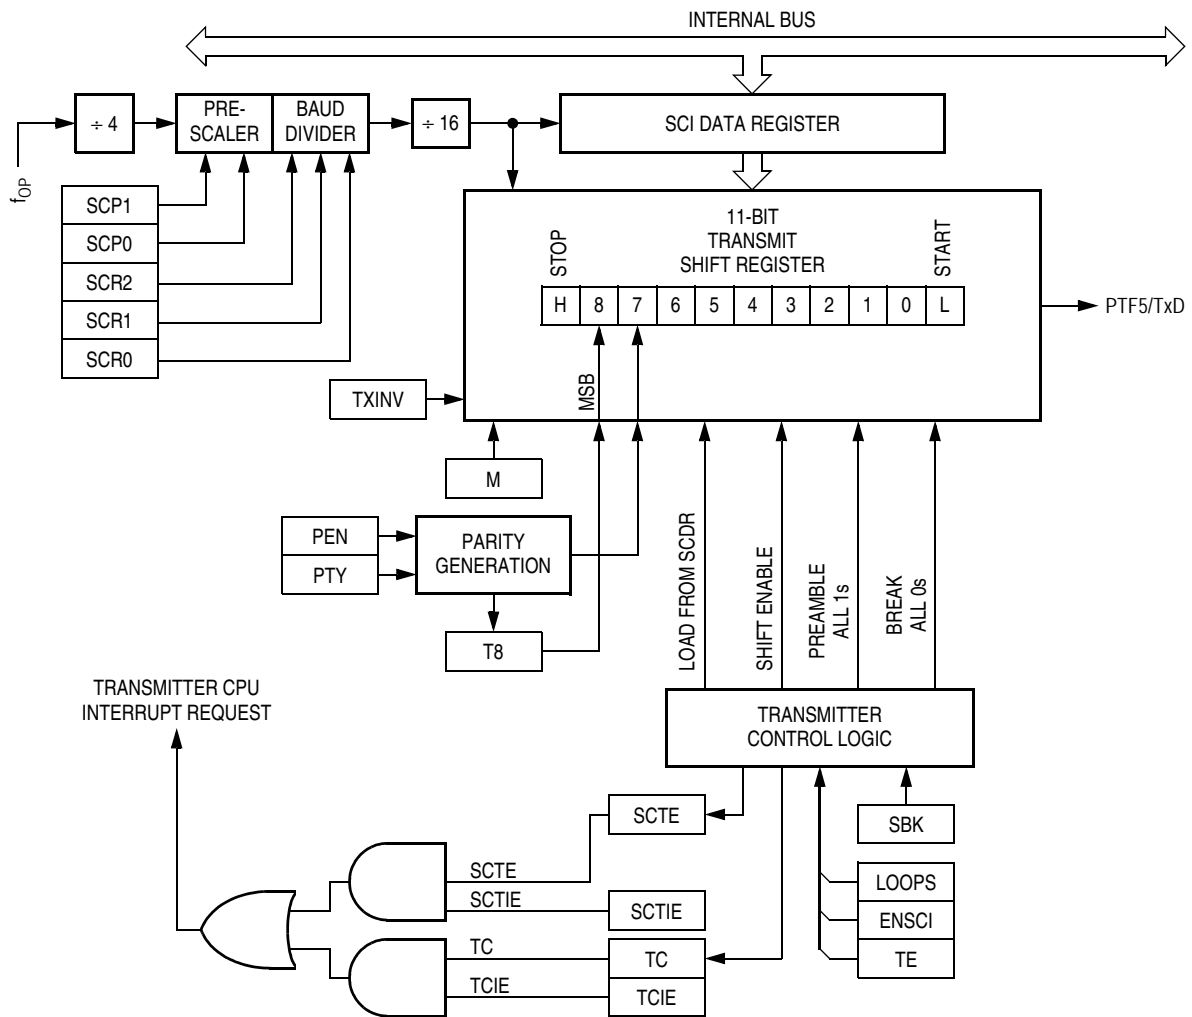 INTERNAL BUS
÷ 4
PRE-
SCALER
BAUD
DIVIDER
÷ 16
SCI DATA REGISTER
fOP
SCP1
SCP0
SCR2
SCR1
SCR0
11-BIT
TRANSMIT
SHIFT REGISTER
STOP
START
H 8 7 6 5 4 3 2 1 0 L
PTF5/TxD
MSB
TXINV
M
PEN
PTY
PARITY
GENERATION
T8
LOAD FROM SCDR
SHIFT ENABLE
PREAMBLE
ALL 1s
BREAK
ALL 0s
TRANSMITTER CPU
INTERRUPT REQUEST
TRANSMITTER
CONTROL LOGIC
SCTE
SBK
SCTE
SCTIE
SCTIE
LOOPS
ENSCI
TE
TC
TC
TCIE
TCIE